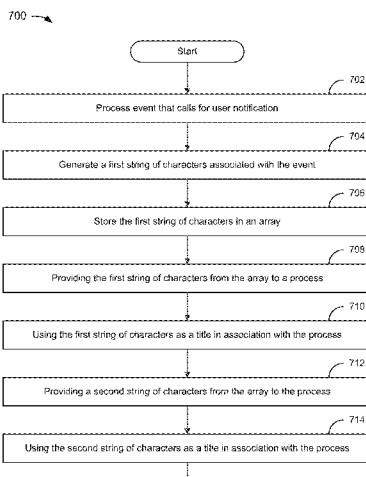 700
Start
702
Process event that calls for user notification
704
Generate a first string of characters associated with the event
706
Store the first string of characters in an array
708
Providing the first string of characters from the array to a process
710
Using the first string of characters as a title in association with the process
712
Providing a second string of characters from the array to the process
714
Using the second string of characters as a title in association with the process